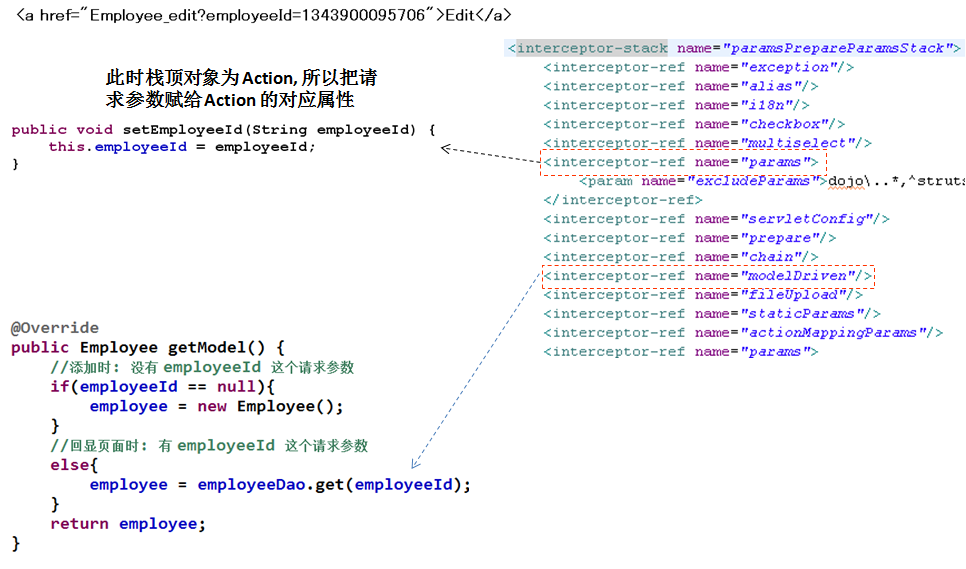 <a href="Employee_edit?employeeId=1343900095706">Edit</a>
此时栈顶对象为Action, 所以把请
求参数赋给Action 的对应属性
public void setEmployeeId(String employeeId) {
this.employeeId = employeeId;
}
<interceptor-stack name="paramsPrepareParamsStack">
<interceptor-ref name="exception"/>
<interceptor-ref name="alias"/>
<interceptor-ref name="i18n"/>
<interceptor-ref name="checkbox"/>
<interceptor-ref name="multiselect"/>
<interceptor-ref name="params">
<param name="excludeParams">dojo\..*,^struts
</interceptor-ref>
<interceptor-ref name="servletConfig"/>
<interceptor-ref name="prepare"/>
<interceptor-ref name="chain"/>
<interceptor-ref name="modelDriven"/>
<interceptor-ref name="fileUpload"/>
<interceptor-ref name="staticParams"/>
<interceptor-ref name="actionMappingParams"/>
<interceptor-ref name="params">
@Override
public Employee getModel() {
//添加时: 没有 employeeId 这个请求参数
if(employeeId == null){
employee = new Employee();
}
//回显页面时: 有 employeeId 这个请求参数
else{
employee = employeeDao.get(employeeId);
}
return employee;
}